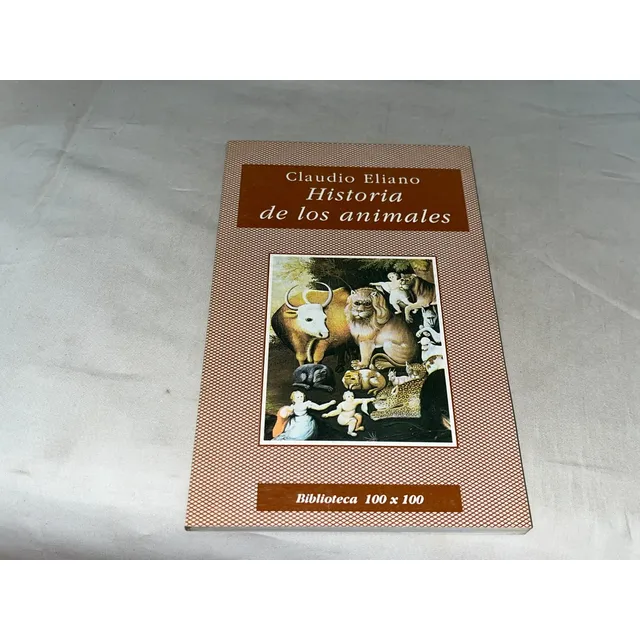 Claudio Eliano
Historia
de los animales
Biblioteca 100 x 100